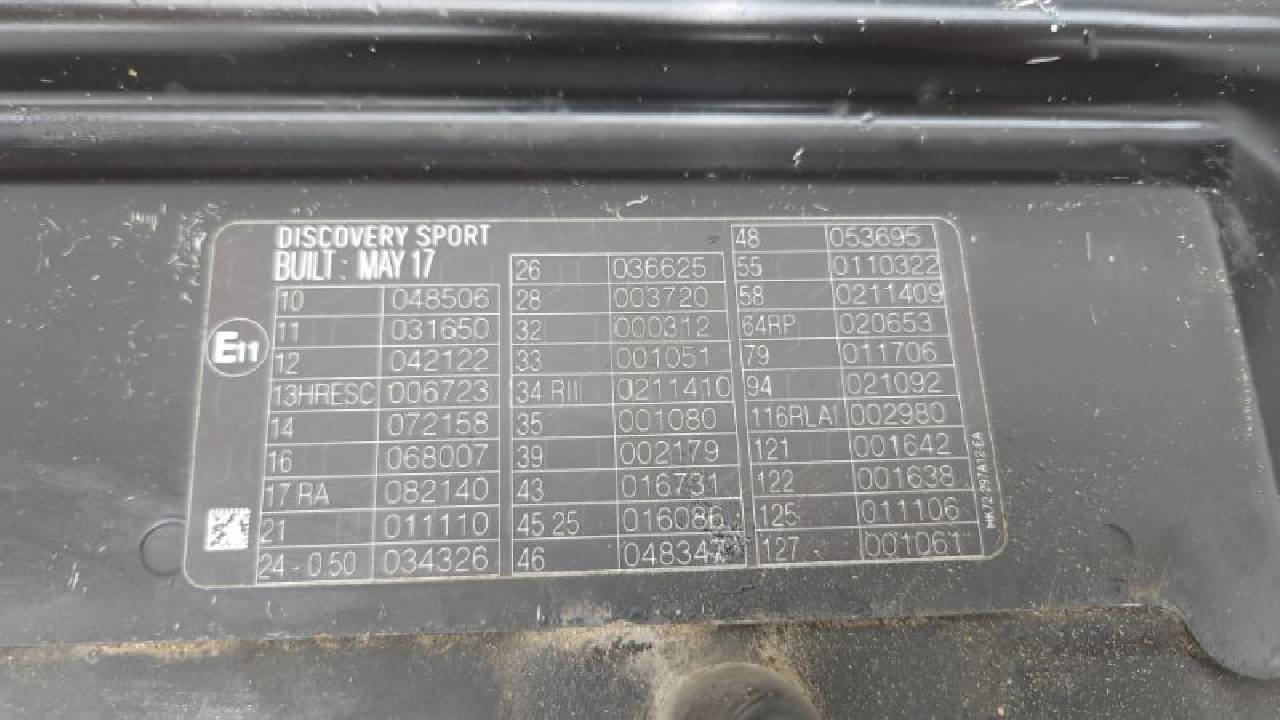 DISCOVERY SPORT
BUILT : MAY 17
E11
10 048506
11 031650
12 042122
13HRESC 006723
14 072158
16 068007
17 RA 082140
21 011110
24 - 0.50 034326
26 036625
28 003720
32 000312
33 001051
34 RII 0211410
35 001080
39 002179
43 016731
45 25 016086
46 048347
48 053695
55 0110322
58 0211409
64RP 020653
79 011706
94 021092
116RLAI 002980
121 001642
122 001638
125 011106
127 001061